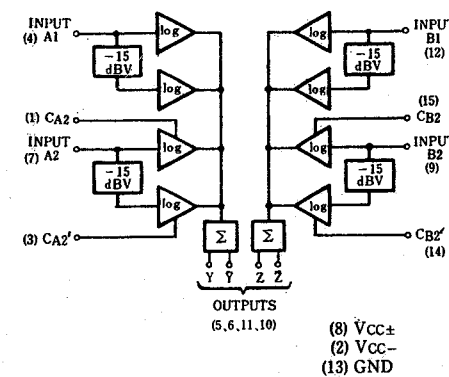 INPUT
(4) A1
log
-15
dBV
log
(1) CA2
INPUT
(7) A2
log
-15
dBV
log
(3) CA2'
Σ
Y Ȳ
log
INPUT
B1
(12)
-15
dBV
log
(15)
CB2
log
INPUT
B2
(9)
-15
dBV
log
CB2'
(14)
Σ
Z Z̄
OUTPUTS
(5,6,11,10)
(8) VCC±
(2) VCC-
(13) GND